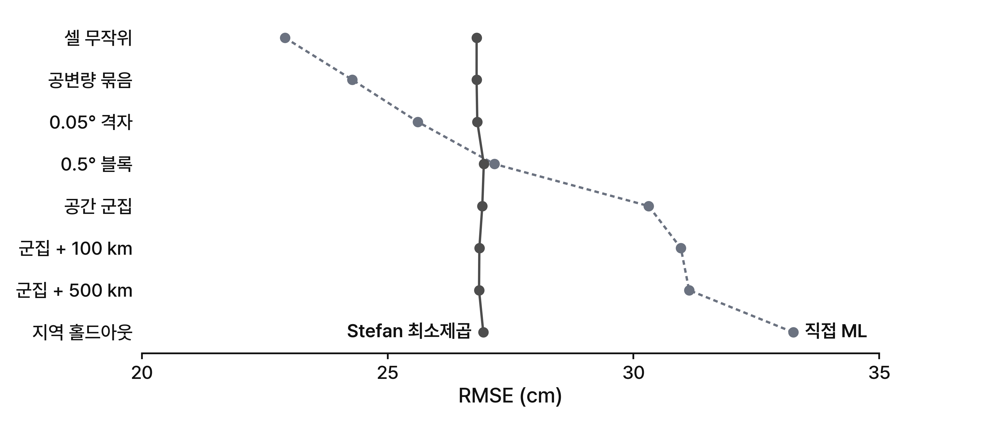 셀 무작위
공변량 묶음
0.05° 격자
0.5° 블록
공간 군집
군집 + 100 km
군집 + 500 km
지역 홀드아웃
Stefan 최소제곱
직접 ML
20
25
30
35
RMSE (cm)